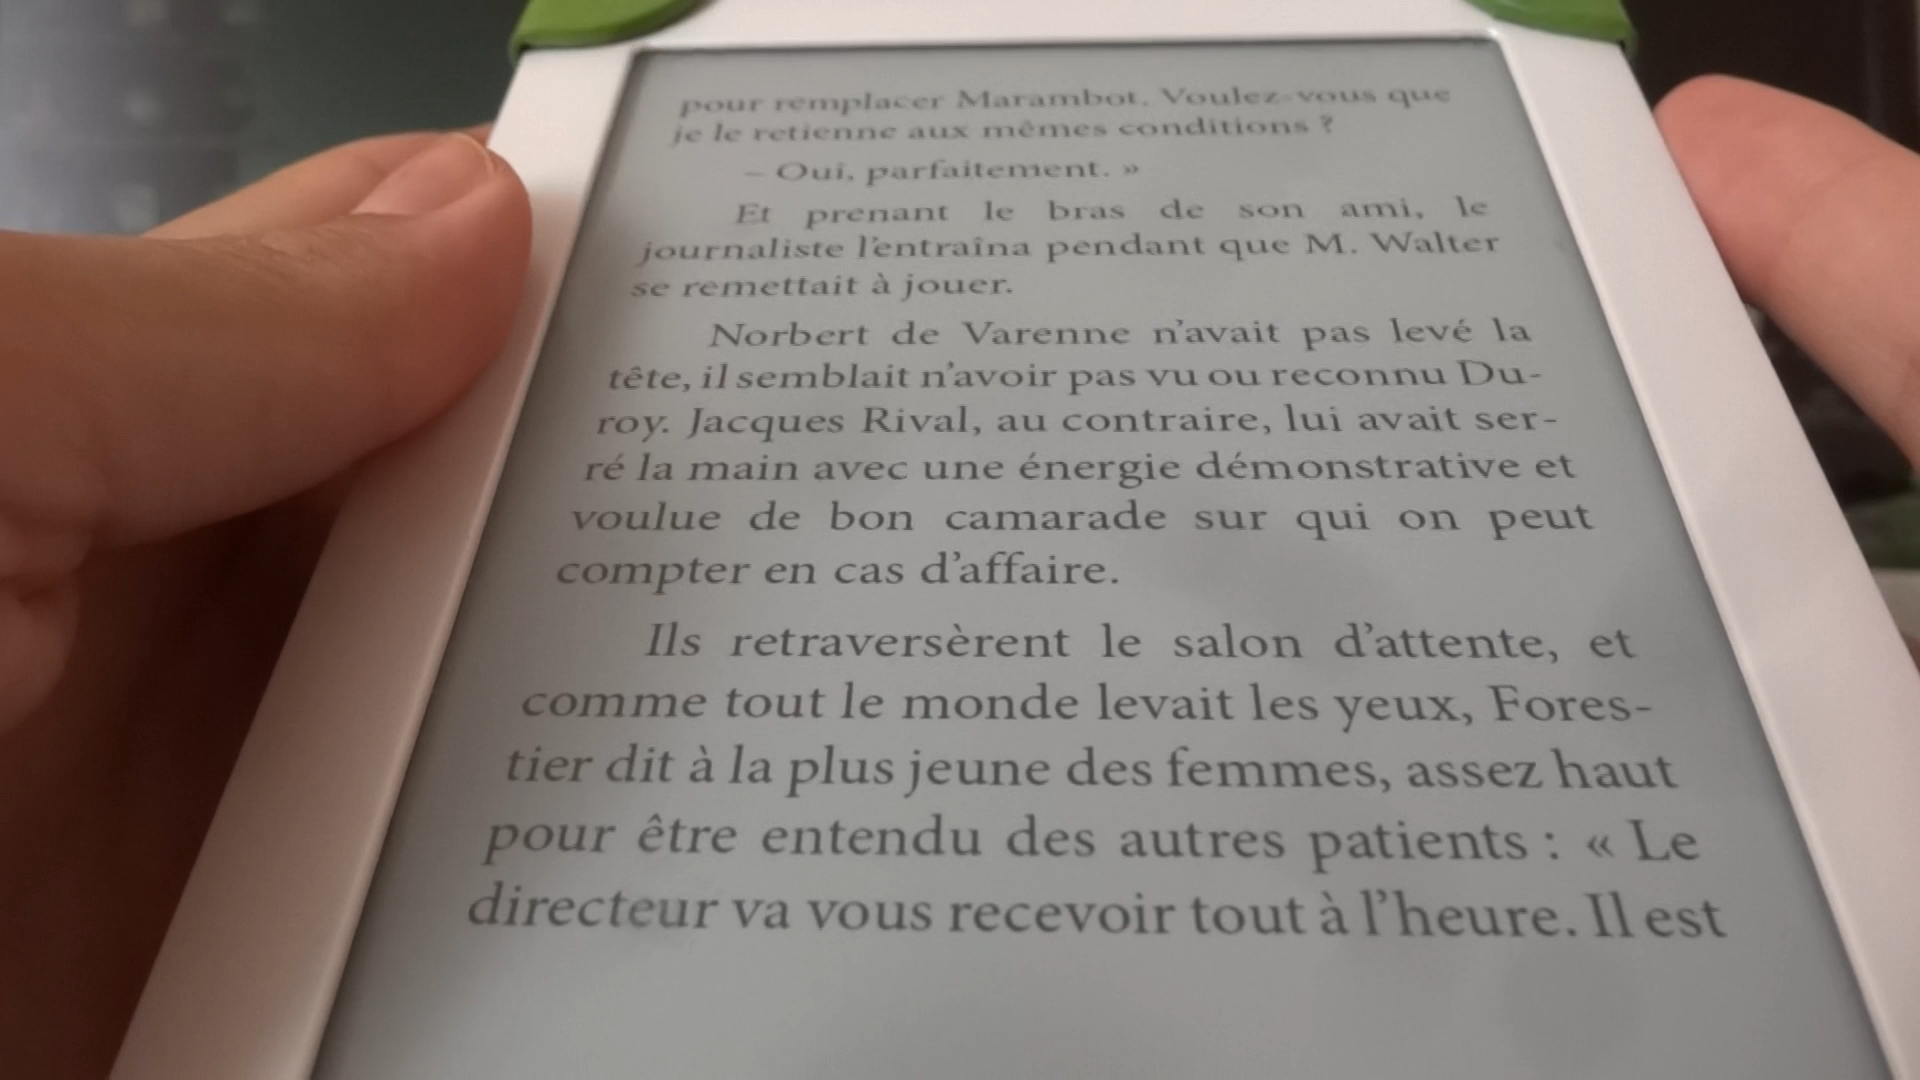 pour remplacer Marambot. Voulez-vous que
je le retienne aux mêmes conditions ?
– Oui, parfaitement. »
Et prenant le bras de son ami, le
journaliste l'entraîna pendant que M. Walter
se remettait à jouer.
Norbert de Varenne n'avait pas levé la
tête, il semblait n'avoir pas vu ou reconnu Du-
roy. Jacques Rival, au contraire, lui avait ser-
ré la main avec une énergie démonstrative et
voulue de bon camarade sur qui on peut
compter en cas d'affaire.
Ils retraversèrent le salon d'attente, et
comme tout le monde levait les yeux, Fores-
tier dit à la plus jeune des femmes, assez haut
pour être entendu des autres patients : « Le
directeur va vous recevoir tout à l'heure. Il est